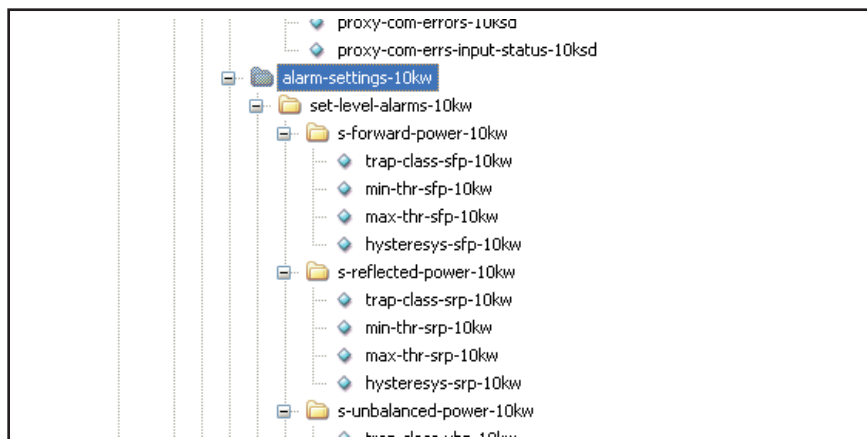 proxy-com-errors-10ksd
proxy-com-errs-input-status-10ksd
alarm-settings-10kw
set-level-alarms-10kw
s-forward-power-10kw
trap-class-sfp-10kw
min-thr-sfp-10kw
max-thr-sfp-10kw
hysteresys-sfp-10kw
s-reflected-power-10kw
trap-class-srp-10kw
min-thr-srp-10kw
max-thr-srp-10kw
hysteresys-srp-10kw
s-unbalanced-power-10kw